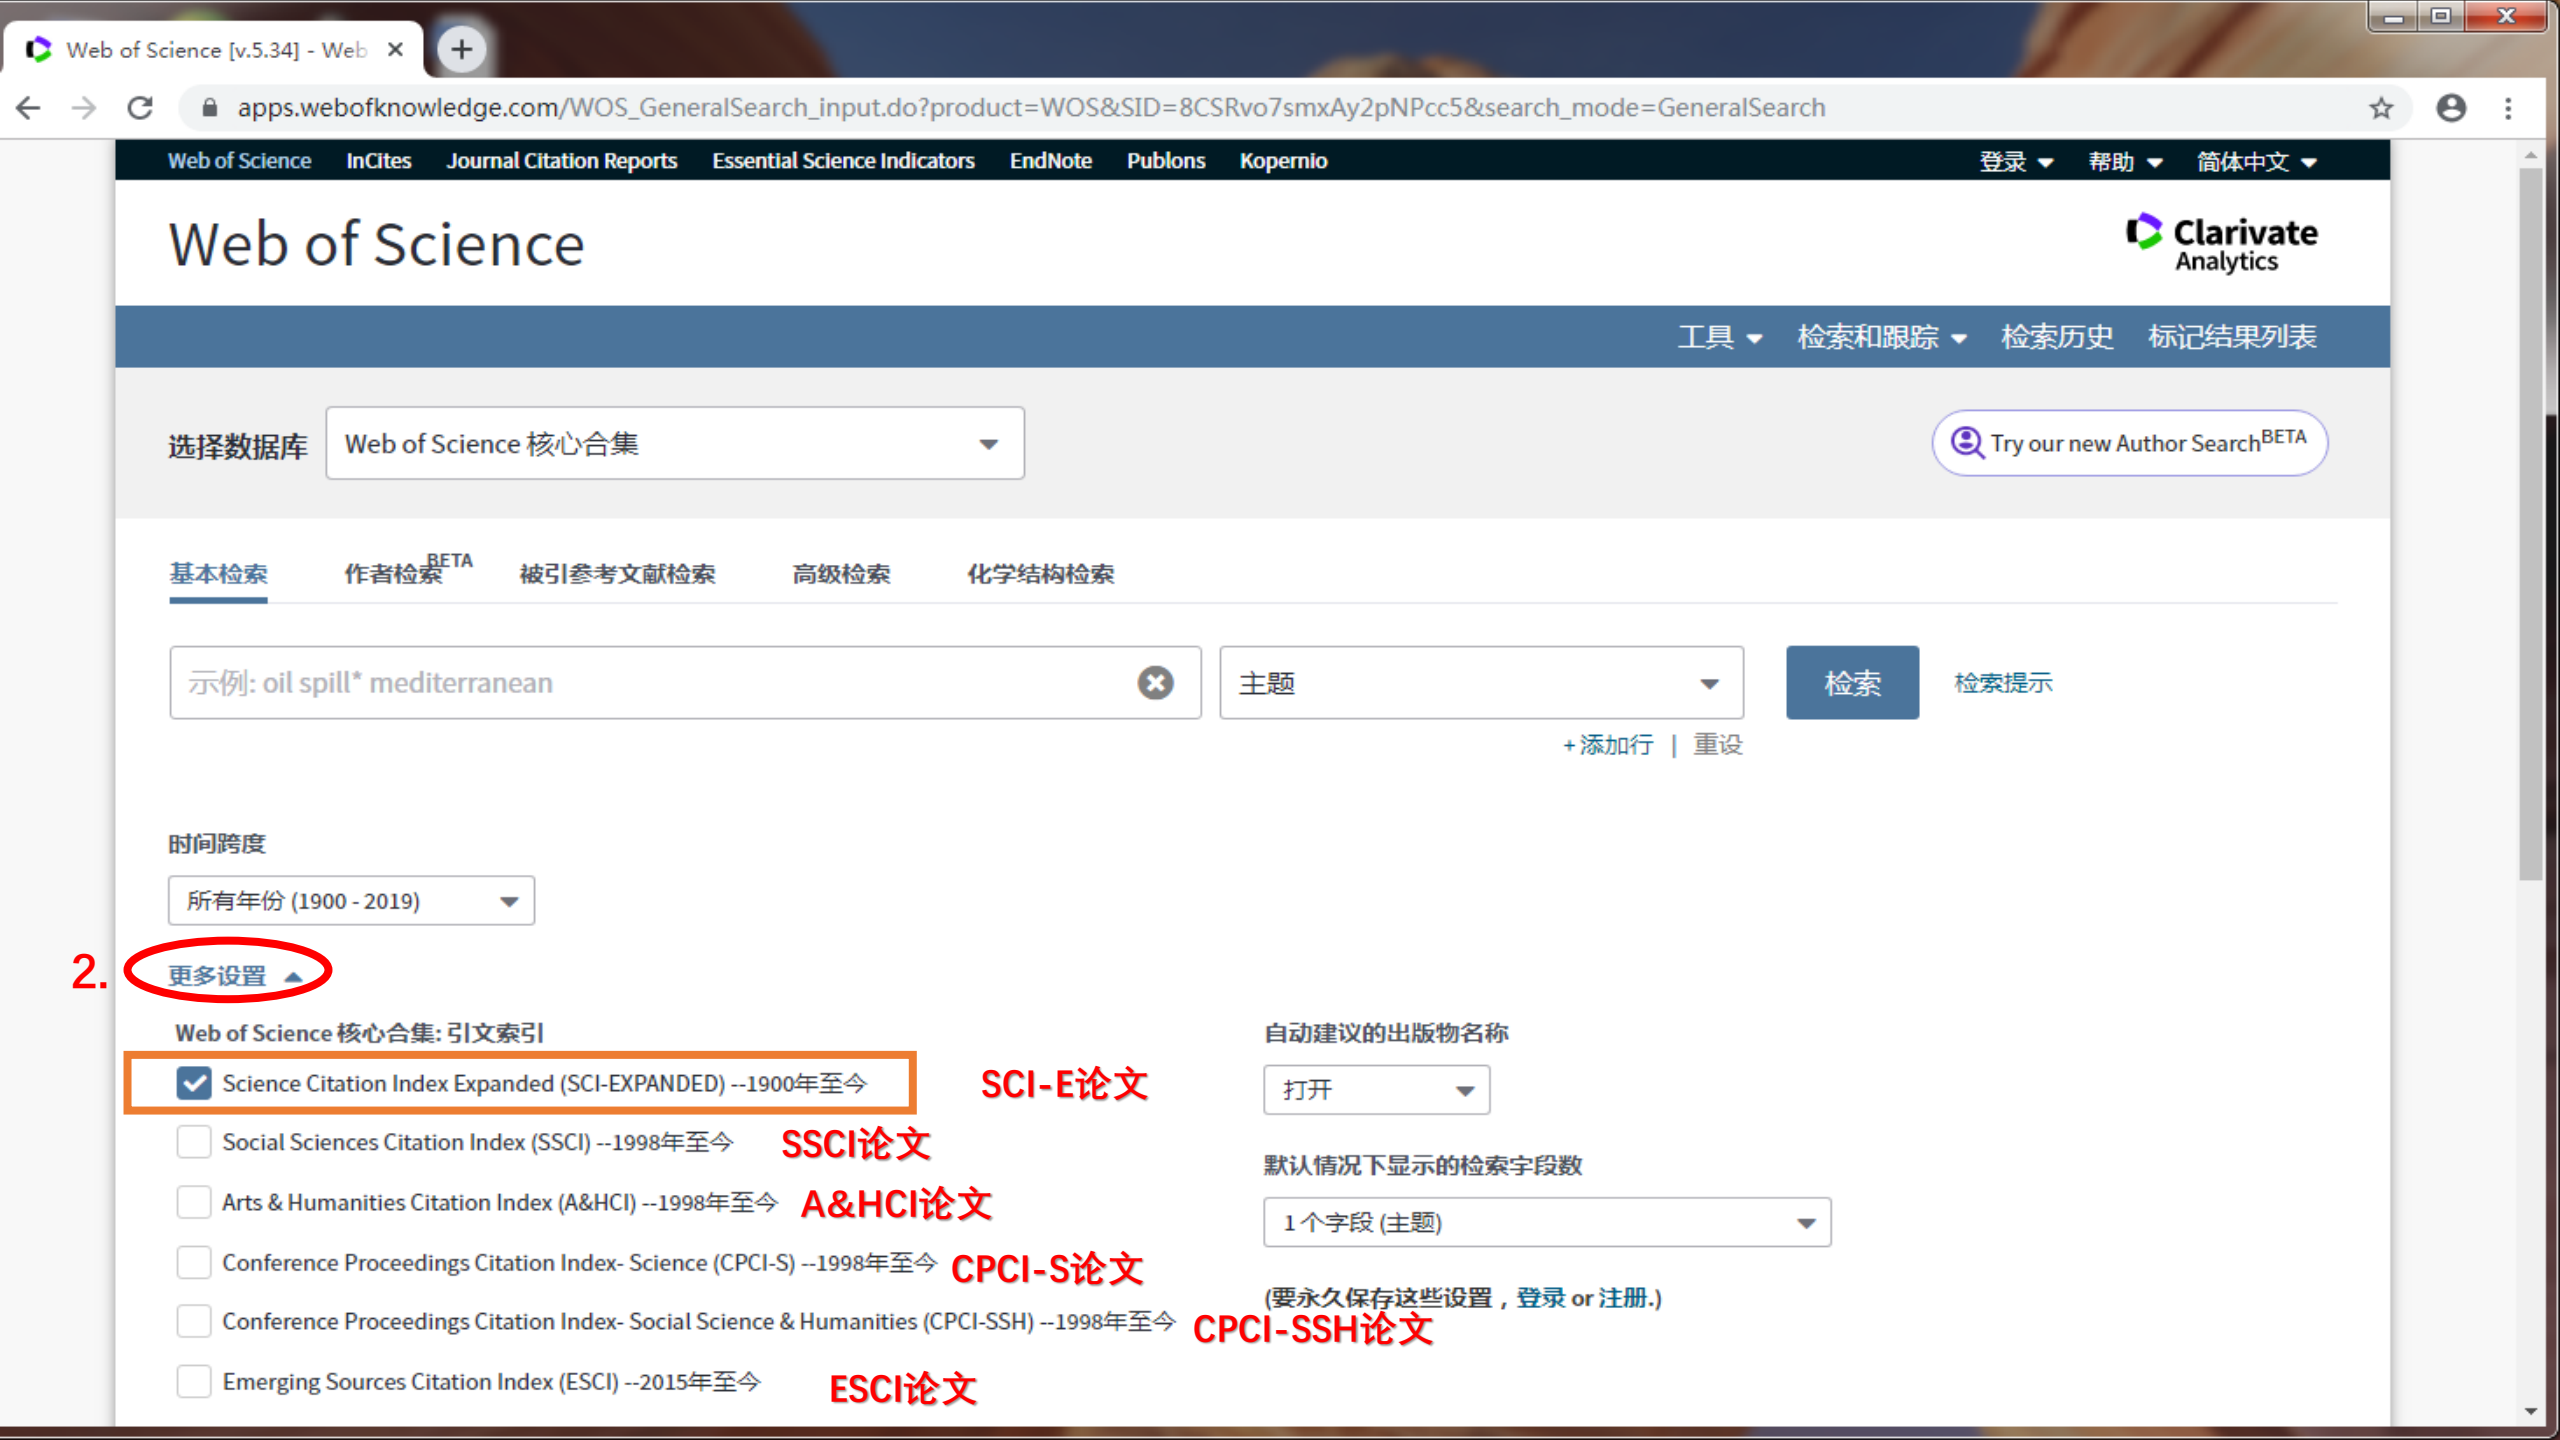 Web of Science [v.5.34] - Web
apps.webofknowledge.com/WOS_GeneralSearch_input.do?product=WOS&SID=8CSRvo7smxAy2pNPcc5&search_mode=GeneralSearch
Web of Science InCites Journal Citation Reports Essential Science Indicators EndNote Publons Kopernio 登录 帮助 简体中文
Web of Science
Clarivate
Analytics
工具 检索和跟踪 检索历史 标记结果列表
选择数据库 Web of Science 核心合集 Try our new Author Search BETA
基本检索 作者检索 BETA 被引参考文献检索 高级检索 化学结构检索
示例: oil spill* mediterranean 主题 检索 检索提示
+添加行 | 重设
时间跨度
所有年份 (1900 - 2019)
2. 更多设置
Web of Science 核心合集: 引文索引
Science Citation Index Expanded (SCI-EXPANDED) --1900年至今 SCI-E论文
Social Sciences Citation Index (SSCI) --1998年至今 SSCI论文
Arts & Humanities Citation Index (A&HCI) --1998年至今 A&HCI论文
Conference Proceedings Citation Index- Science (CPCI-S) --1998年至今 CPCI-S论文
Conference Proceedings Citation Index- Social Science & Humanities (CPCI-SSH) --1998年至今 CPCI-SSH论文
Emerging Sources Citation Index (ESCI) --2015年至今 ESCI论文
自动建议的出版物名称
打开
默认情况下显示的检索字段数
1 个字段 (主题)
(要永久保存这些设置，登录 or 注册.)